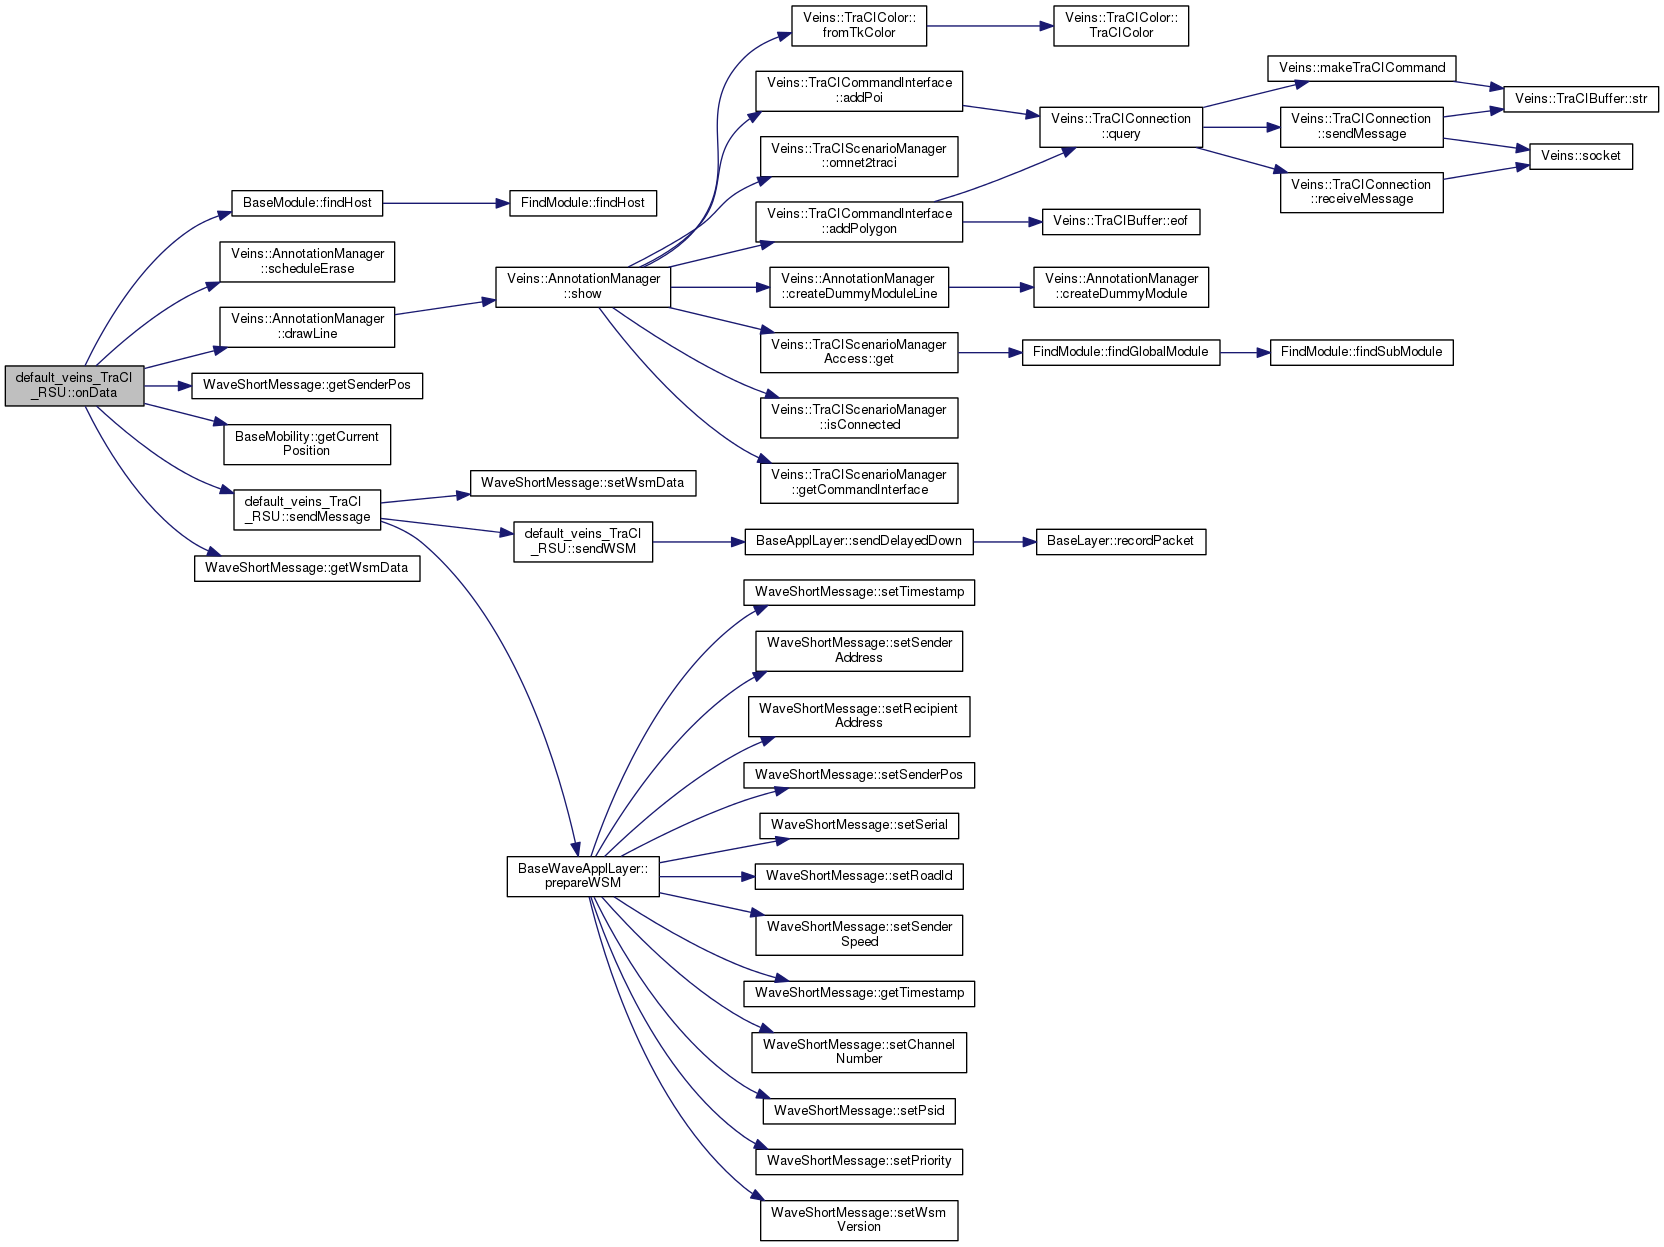 default_veins_TraCI
_RSU::onData
BaseModule::findHost
FindModule::findHost
Veins::AnnotationManager
::scheduleErase
Veins::AnnotationManager
::drawLine
Veins::AnnotationManager
::show
Veins::TraCIColor::
fromTkColor
Veins::TraCIColor::
TraCIColor
Veins::TraCICommandInterface
::addPoi
Veins::TraCIConnection
::query
Veins::makeTraCICommand
Veins::TraCIBuffer::str
Veins::TraCIConnection
::sendMessage
Veins::socket
Veins::TraCIConnection
::receiveMessage
Veins::TraCIScenarioManager
::omnet2traci
Veins::TraCICommandInterface
::addPolygon
Veins::TraCIBuffer::eof
Veins::AnnotationManager
::createDummyModuleLine
Veins::AnnotationManager
::createDummyModule
Veins::TraCIScenarioManager
Access::get
FindModule::findGlobalModule
FindModule::findSubModule
Veins::TraCIScenarioManager
::isConnected
Veins::TraCIScenarioManager
::getCommandInterface
WaveShortMessage::getSenderPos
BaseMobility::getCurrent
Position
default_veins_TraCI
_RSU::sendMessage
WaveShortMessage::setWsmData
default_veins_TraCI
_RSU::sendWSM
BaseApplLayer::sendDelayedDown
BaseLayer::recordPacket
WaveShortMessage::getWsmData
BaseWaveApplLayer::
prepareWSM
WaveShortMessage::setTimestamp
WaveShortMessage::setSender
Address
WaveShortMessage::setRecipient
Address
WaveShortMessage::setSenderPos
WaveShortMessage::setSerial
WaveShortMessage::setRoadId
WaveShortMessage::setSender
Speed
WaveShortMessage::getTimestamp
WaveShortMessage::setChannel
Number
WaveShortMessage::setPsid
WaveShortMessage::setPriority
WaveShortMessage::setWsm
Version